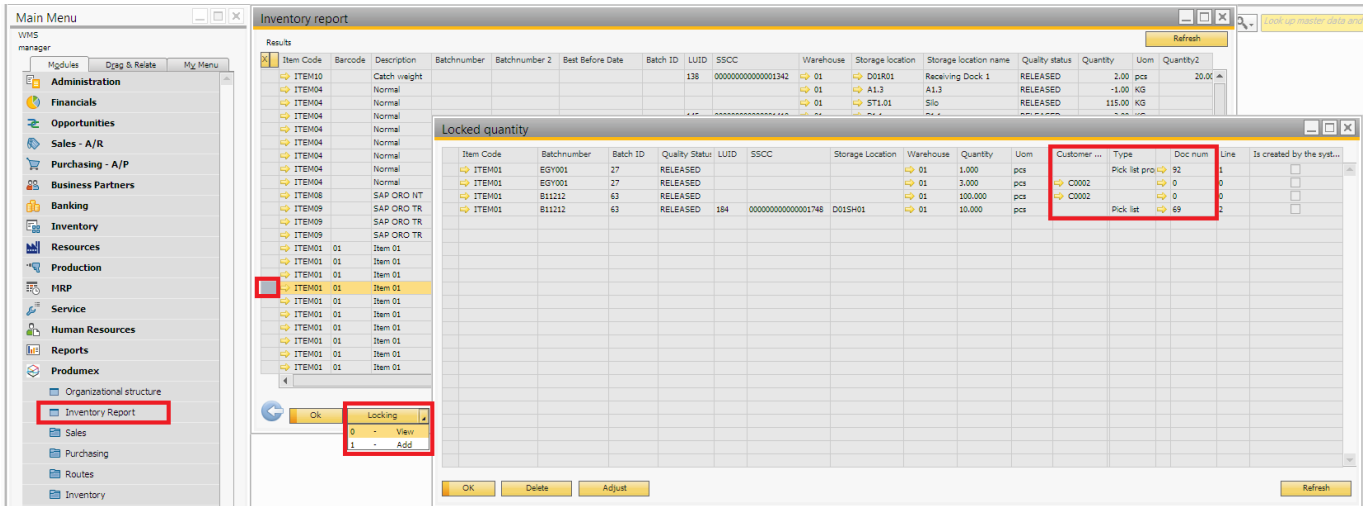 Main Menu
WMS
manager
Modules Drag & Relate My Menu
Administration
Financials
Opportunities
Sales - A/R
Purchasing - A/P
Business Partners
Banking
Inventory
Resources
Production
MRP
Service
Human Resources
Reports
Produmex
Organizational structure
Inventory Report
Sales
Purchasing
Routes
Inventory
Inventory report
Look up master data and
Results
Refresh
X Item Code Barcode Description Batchnumber Batchnumber 2 Best Before Date Batch ID LUID SSCC Warehouse Storage location Storage location name Quality status Quantity Uom Quantity2
ITEM10 Catch weight 138 000000000000001342 01 D01R01 Receiving Dock 1 RELEASED 2.00 pcs 20.00
ITEM04 Normal 01 A1.3 A1.3 RELEASED -1.00 KG
ITEM04 Normal 01 ST1.01 Silo RELEASED 115.00 KG
ITEM04 Normal
ITEM04 Normal
ITEM04 Normal
ITEM04 Normal
ITEM04 Normal
ITEM04 Normal
ITEM08 SAP ORO NT
ITEM09 SAP ORO TR
ITEM09 SAP ORO TR
ITEM09 SAP ORO TR
ITEM01 01 Item 01
ITEM01 01 Item 01
ITEM01 01 Item 01
ITEM01 01 Item 01
ITEM01 01 Item 01
ITEM01 01 Item 01
ITEM01 01 Item 01
ITEM01 01 Item 01
ITEM01 01 Item 01
ITEM01 01 Item 01
Ok Locking
0 - View
1 - Add
Locked quantity
Item Code Batchnumber Batch ID Quality Status LUID SSCC Storage Location Warehouse Quantity Uom Customer ... Type Doc num Line Is created by the syst...
ITEM01 EGY001 27 RELEASED 01 1.000 pcs Pick list pro 92 1
ITEM01 EGY001 27 RELEASED 01 3.000 pcs C0002 0 0
ITEM01 B11212 63 RELEASED 01 100.000 pcs C0002 0 0
ITEM01 B11212 63 RELEASED 184 000000000000001748 D01SH01 01 10.000 pcs Pick list 69 2
OK Delete Adjust Refresh